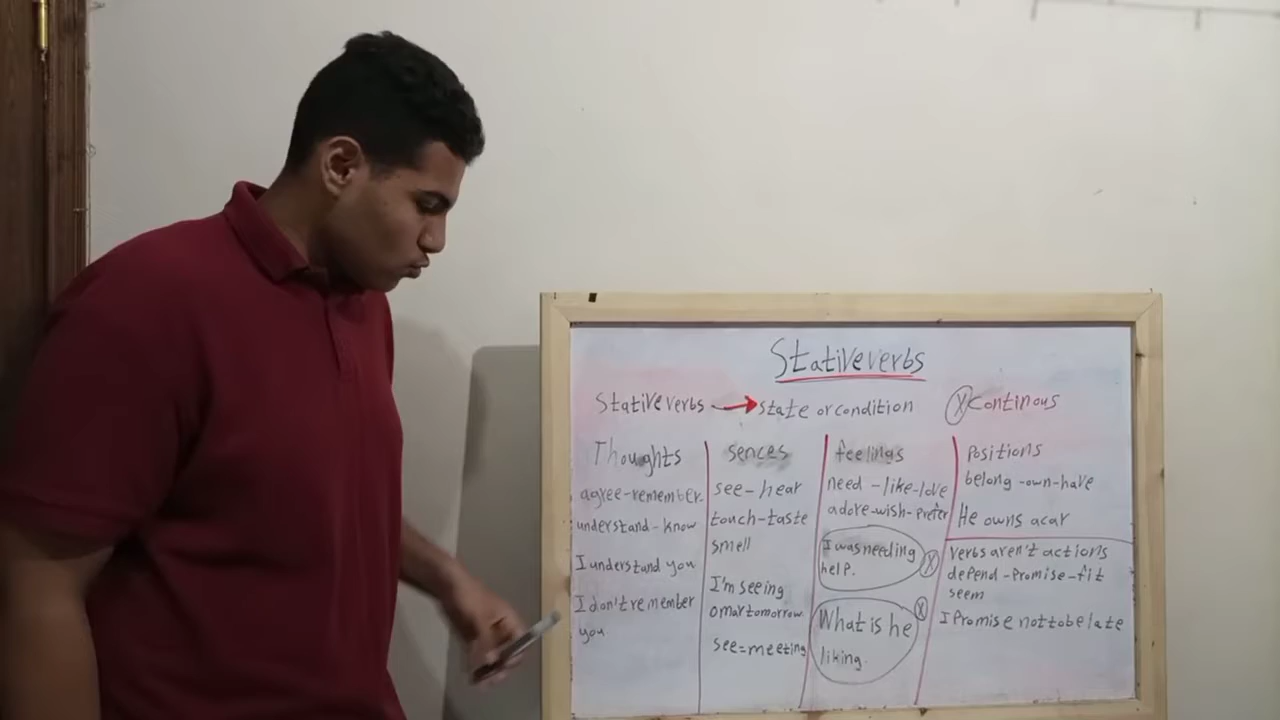 Stative verbs
Stative verbs → state or condition
X Continous
Thoughts
agree-remember
understand-know
I understand you
I don't remember
you
sences
see-hear
touch-taste
smell
I'm seeing
omar tomorrow
see=meeting
feelings
need-like-love
adore-wish-prefer
I was needing
help. X
What is he X
liking.
Positions
belong-own-have
He owns acar
verbs aren't actions
depend-Promise-fit
seem
I Promise not to be late